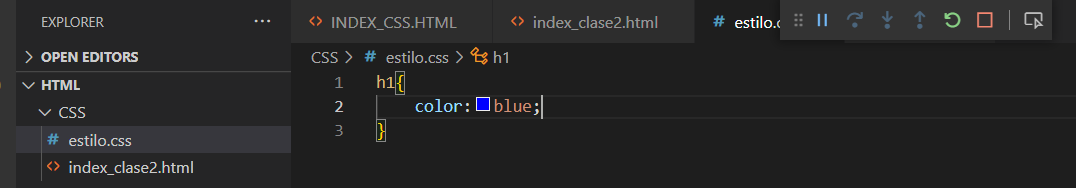 EXPLORER ···
OPEN EDITORS
HTML
CSS
# estilo.css
<> index_clase2.html
<> INDEX_CSS.HTML
<> index_clase2.html
# estilo.c
CSS > # estilo.css > h1
1 h1{
2 color: blue;
3 }